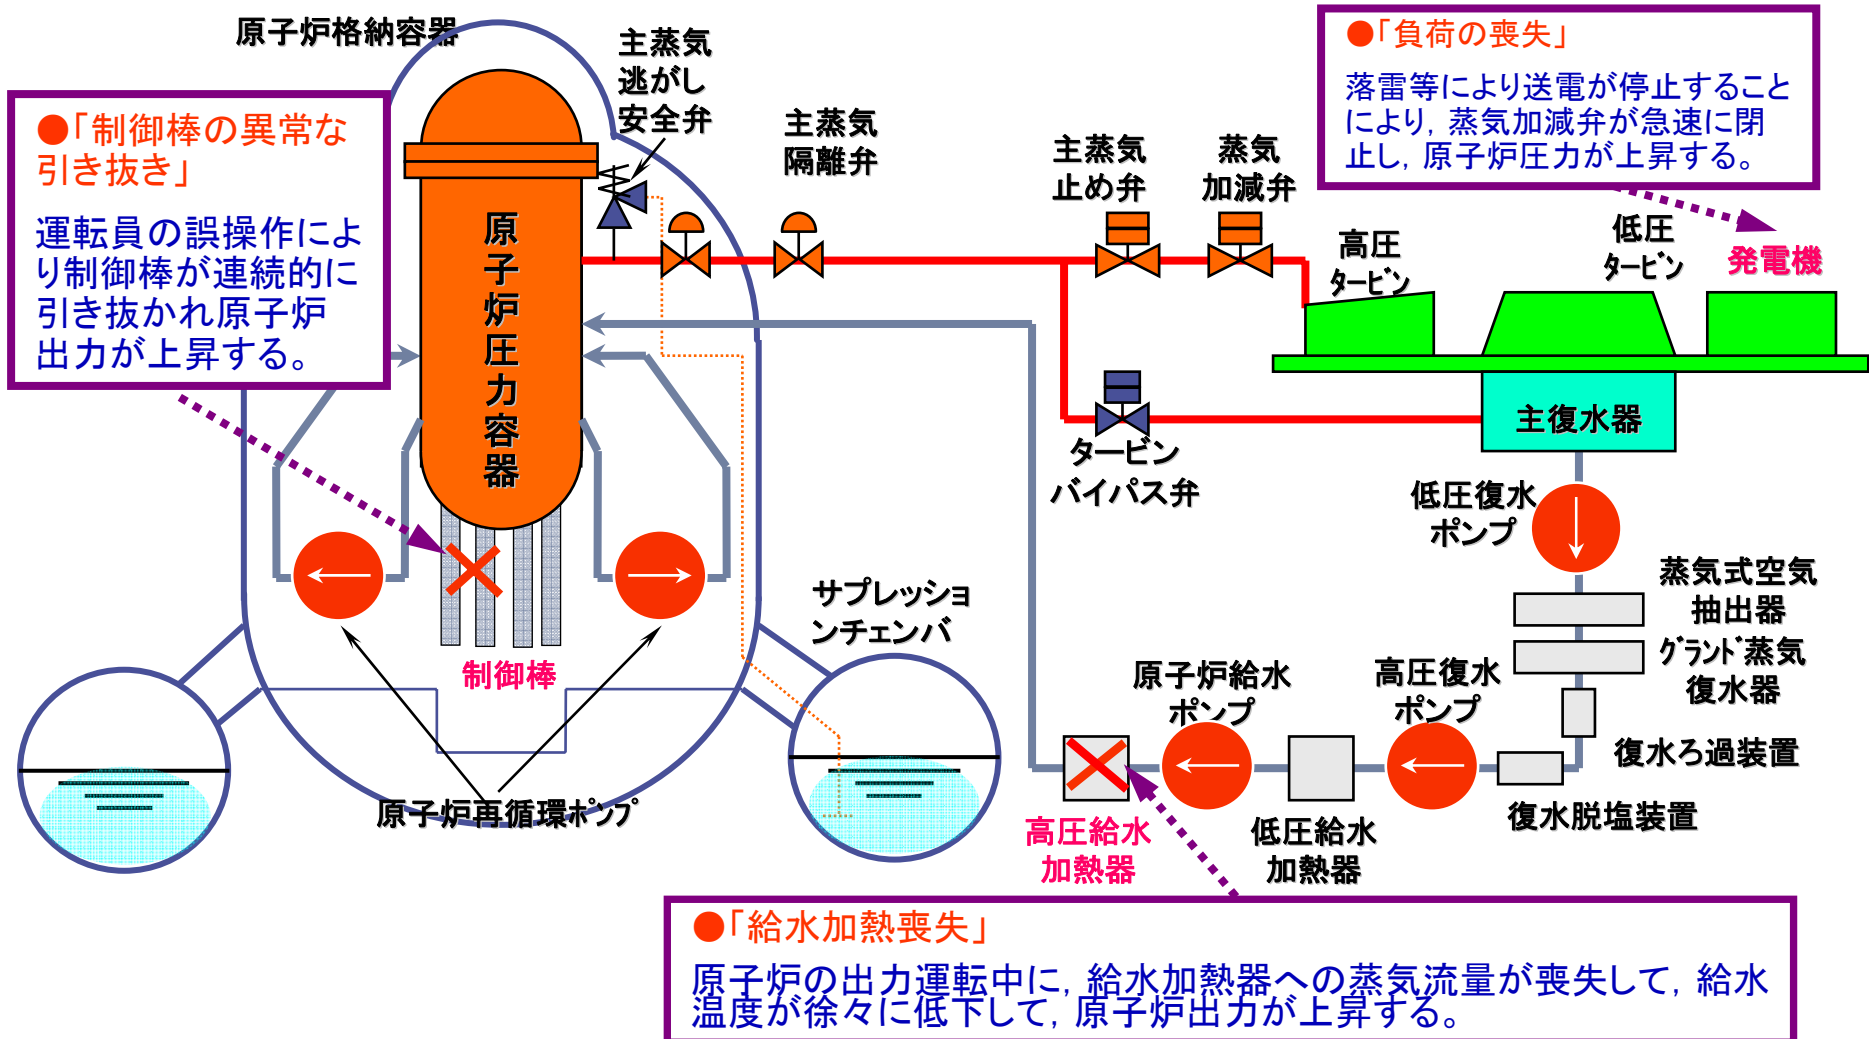 原子炉格納容器
主蒸気
逃がし
安全弁
●「負荷の喪失」
落雷等により送電が停止すること
により，蒸気加減弁が急速に閉
止し，原子炉圧力が上昇する。
●「制御棒の異常な
引き抜き」
運転員の誤操作によ
り制御棒が連続的に
引き抜かれ原子炉
出力が上昇する。
主蒸気
隔離弁
主蒸気
止め弁
蒸気
加減弁
高圧
タービン
低圧
タービン
発電機
原子炉圧力容器
主復水器
タービン
バイパス弁
低圧復水
ポンプ
蒸気式空気
抽出器
グランド蒸気
復水器
サプレッショ
ンチェンバ
制御棒
原子炉給水
ポンプ
高圧復水
ポンプ
復水ろ過装置
復水脱塩装置
原子炉再循環ポンプ
高圧給水
加熱器
低圧給水
加熱器
●「給水加熱喪失」
原子炉の出力運転中に，給水加熱器への蒸気流量が喪失して，給水
温度が徐々に低下して，原子炉出力が上昇する。